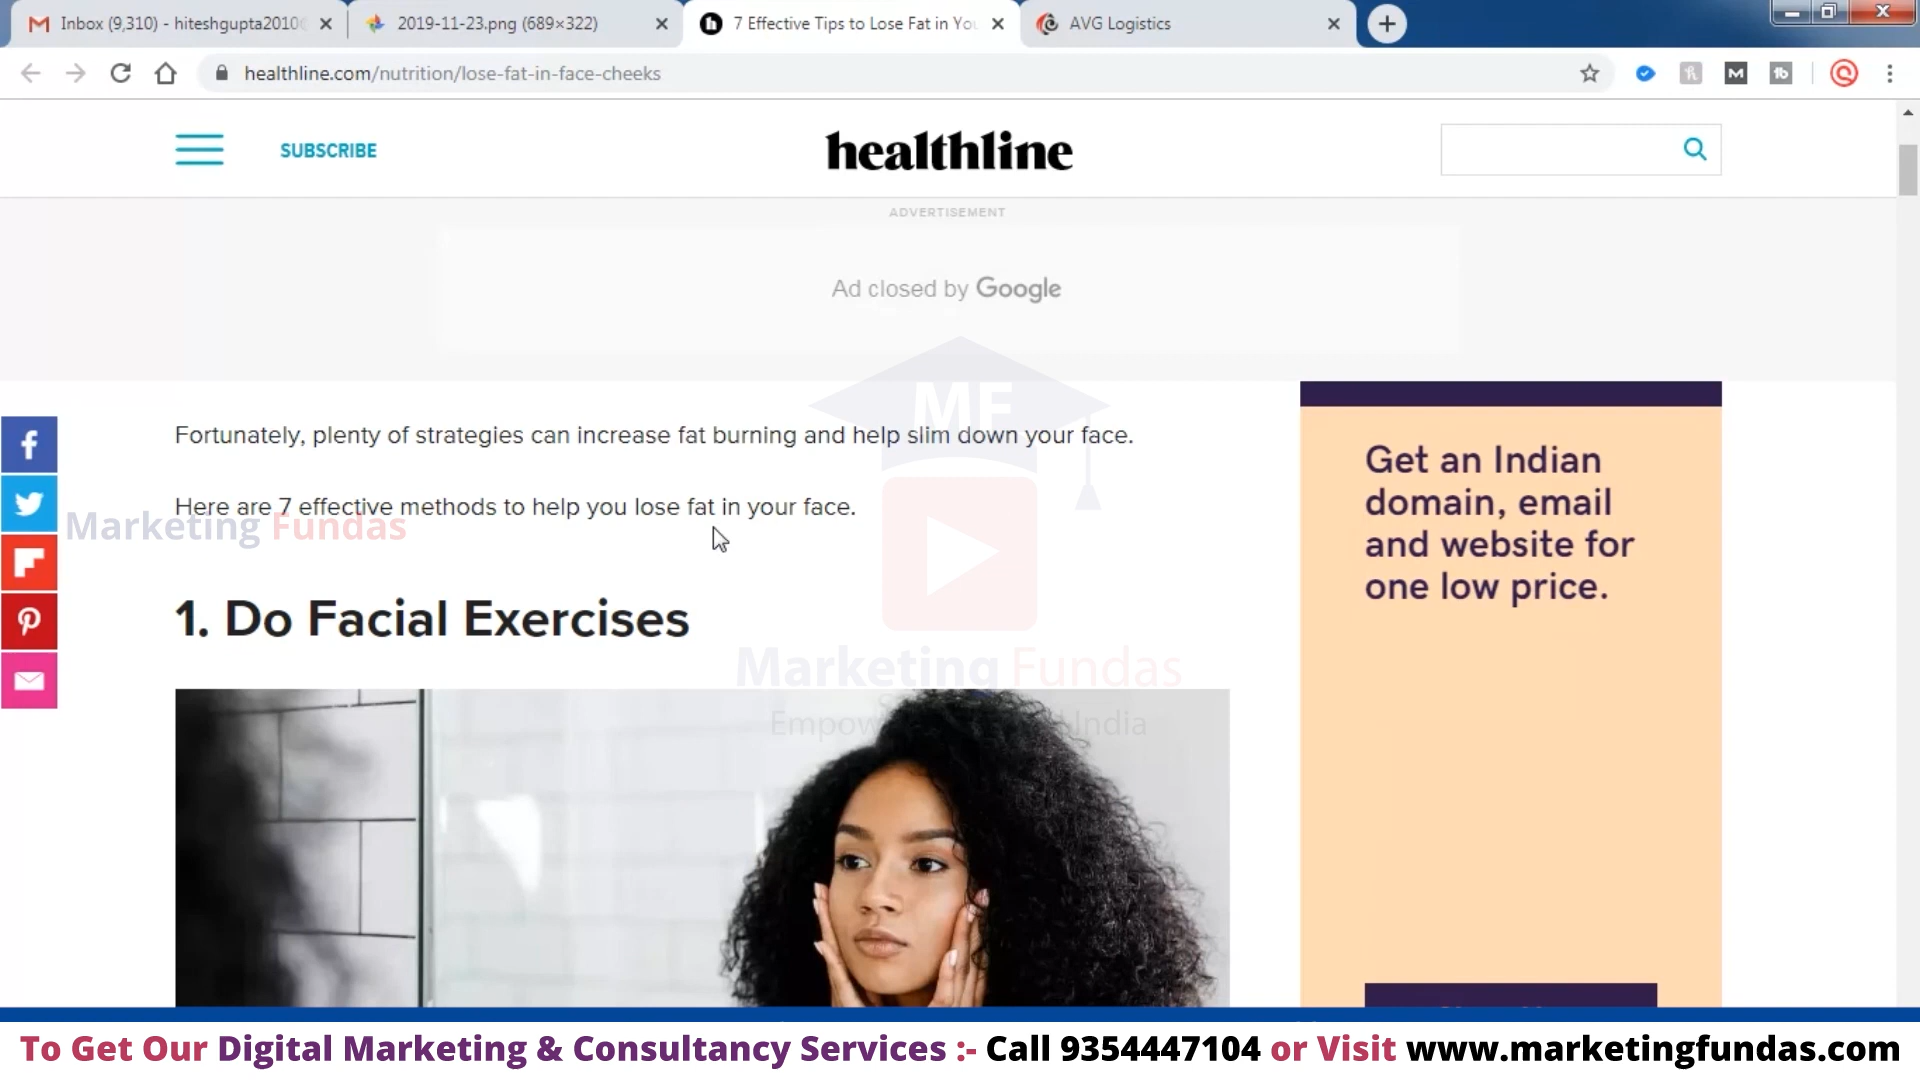 Inbox (9,310) - hiteshgupta2010
2019-11-23.png (689×322)
7 Effective Tips to Lose Fat in You
AVG Logistics
healthline.com/nutrition/lose-fat-in-face-cheeks
SUBSCRIBE
healthline
ADVERTISEMENT
Ad closed by Google
MF
Fortunately, plenty of strategies can increase fat burning and help slim down your face.
Here are 7 effective methods to help you lose fat in your face.
Marketing Fundas
1. Do Facial Exercises
Marketing Fundas
India
Get an Indian
domain, email
and website for
one low price.
To Get Our Digital Marketing & Consultancy Services :- Call 9354447104 or Visit www.marketingfundas.com